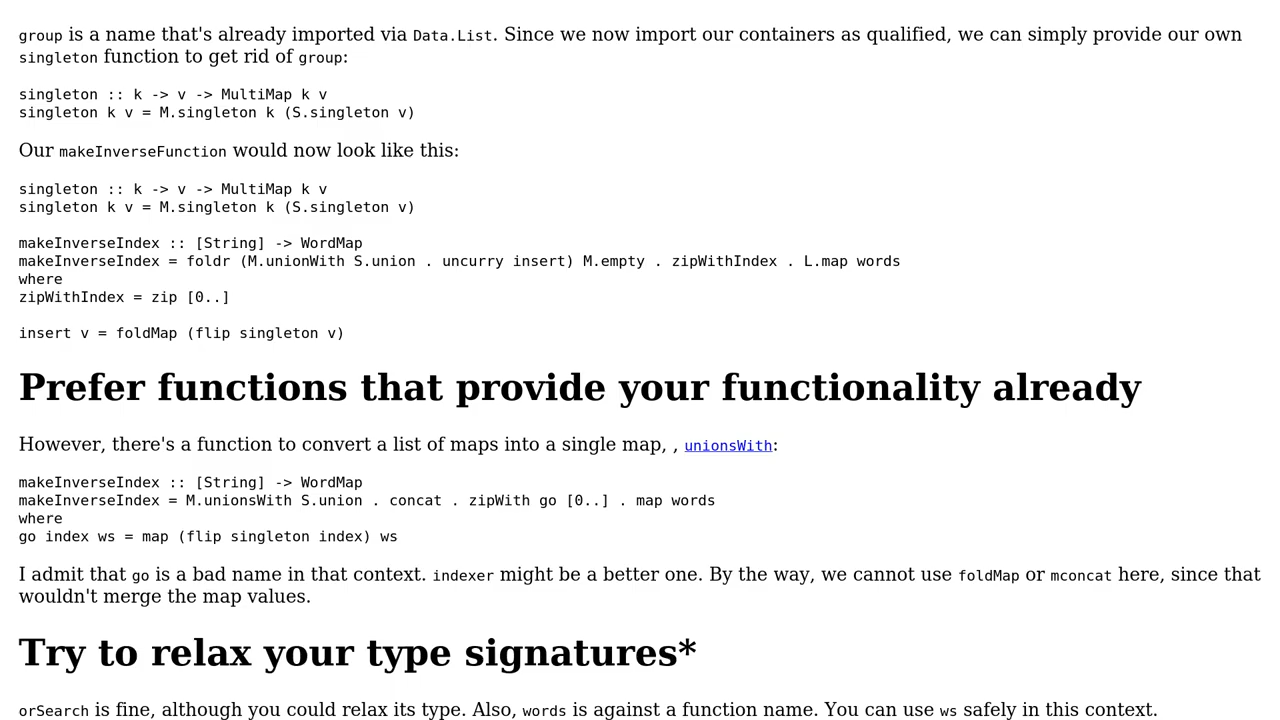 group is a name that's already imported via Data.List. Since we now import our containers as qualified, we can simply provide our own
singleton function to get rid of group:
singleton :: k -> v -> MultiMap k v
singleton k v = M.singleton k (S.singleton v)
Our makeInverseFunction would now look like this:
singleton :: k -> v -> MultiMap k v
singleton k v = M.singleton k (S.singleton v)
makeInverseIndex :: [String] -> WordMap
makeInverseIndex = foldr (M.unionWith S.union . uncurry insert) M.empty . zipWithIndex . L.map words
where
zipWithIndex = zip [0..]
insert v = foldMap (flip singleton v)
Prefer functions that provide your functionality already
However, there's a function to convert a list of maps into a single map, , unionsWith:
makeInverseIndex :: [String] -> WordMap
makeInverseIndex = M.unionsWith S.union . concat . zipWith go [0..] . map words
where
go index ws = map (flip singleton index) ws
I admit that go is a bad name in that context. indexer might be a better one. By the way, we cannot use foldMap or mconcat here, since that
wouldn't merge the map values.
Try to relax your type signatures*
orSearch is fine, although you could relax its type. Also, words is against a function name. You can use ws safely in this context.